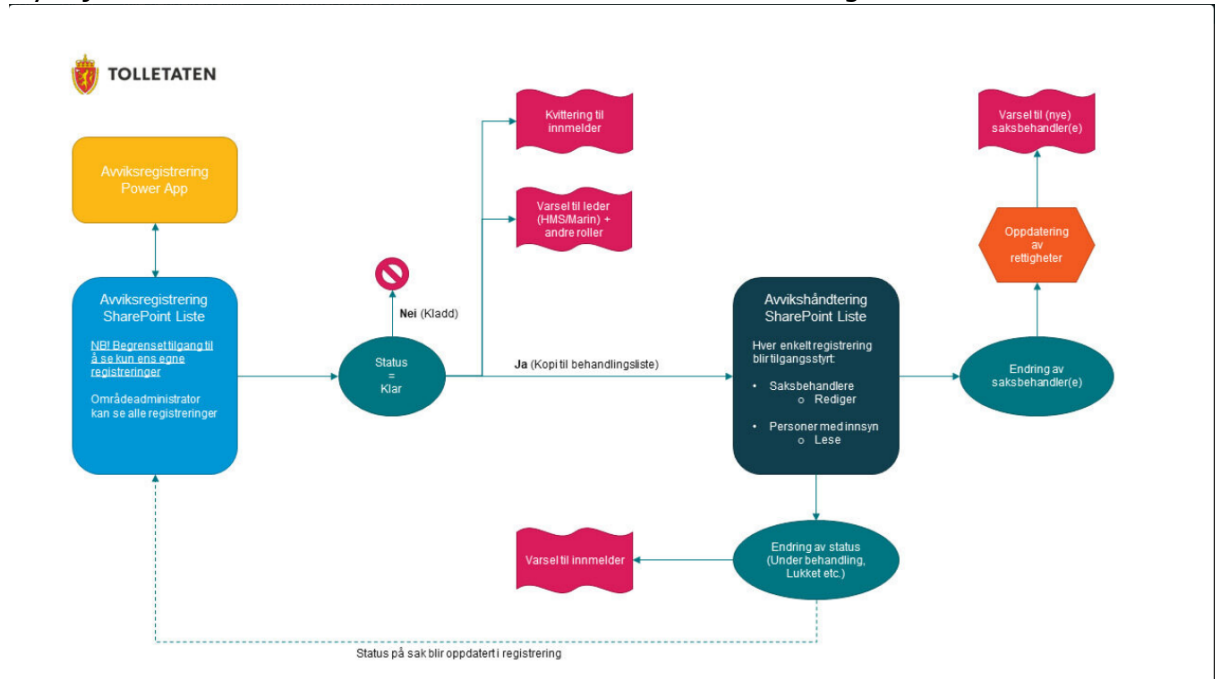 TOLLETATEN
Avviksregistrering
Power App
Avviksregistrering
SharePoint Liste
NB! Begrenset tilgang til
å se kun ens egne
registreringer
Områdeadministrator
kan se alle registreringer
Status
=
Klar
Nei (Kladd)
Kvittering til
innmelder
Varsel til leder
(HMS/Marin) +
andre roller
Ja (Kopi til behandlingsliste)
Avvikshåndtering
SharePoint Liste
Hver enkelt registrering
blir tilgangsstyrt:
• Saksbehandlere
o Rediger
• Personer med innsyn
o Lese
Varsel til (nye)
saksbehandler(e)
Oppdatering
av
rettigheter
Endring av
saksbehandler(e)
Endring av status
(Under behandling,
Lukket etc.)
Varsel til innmelder
Status på sak blir oppdatert i registrering